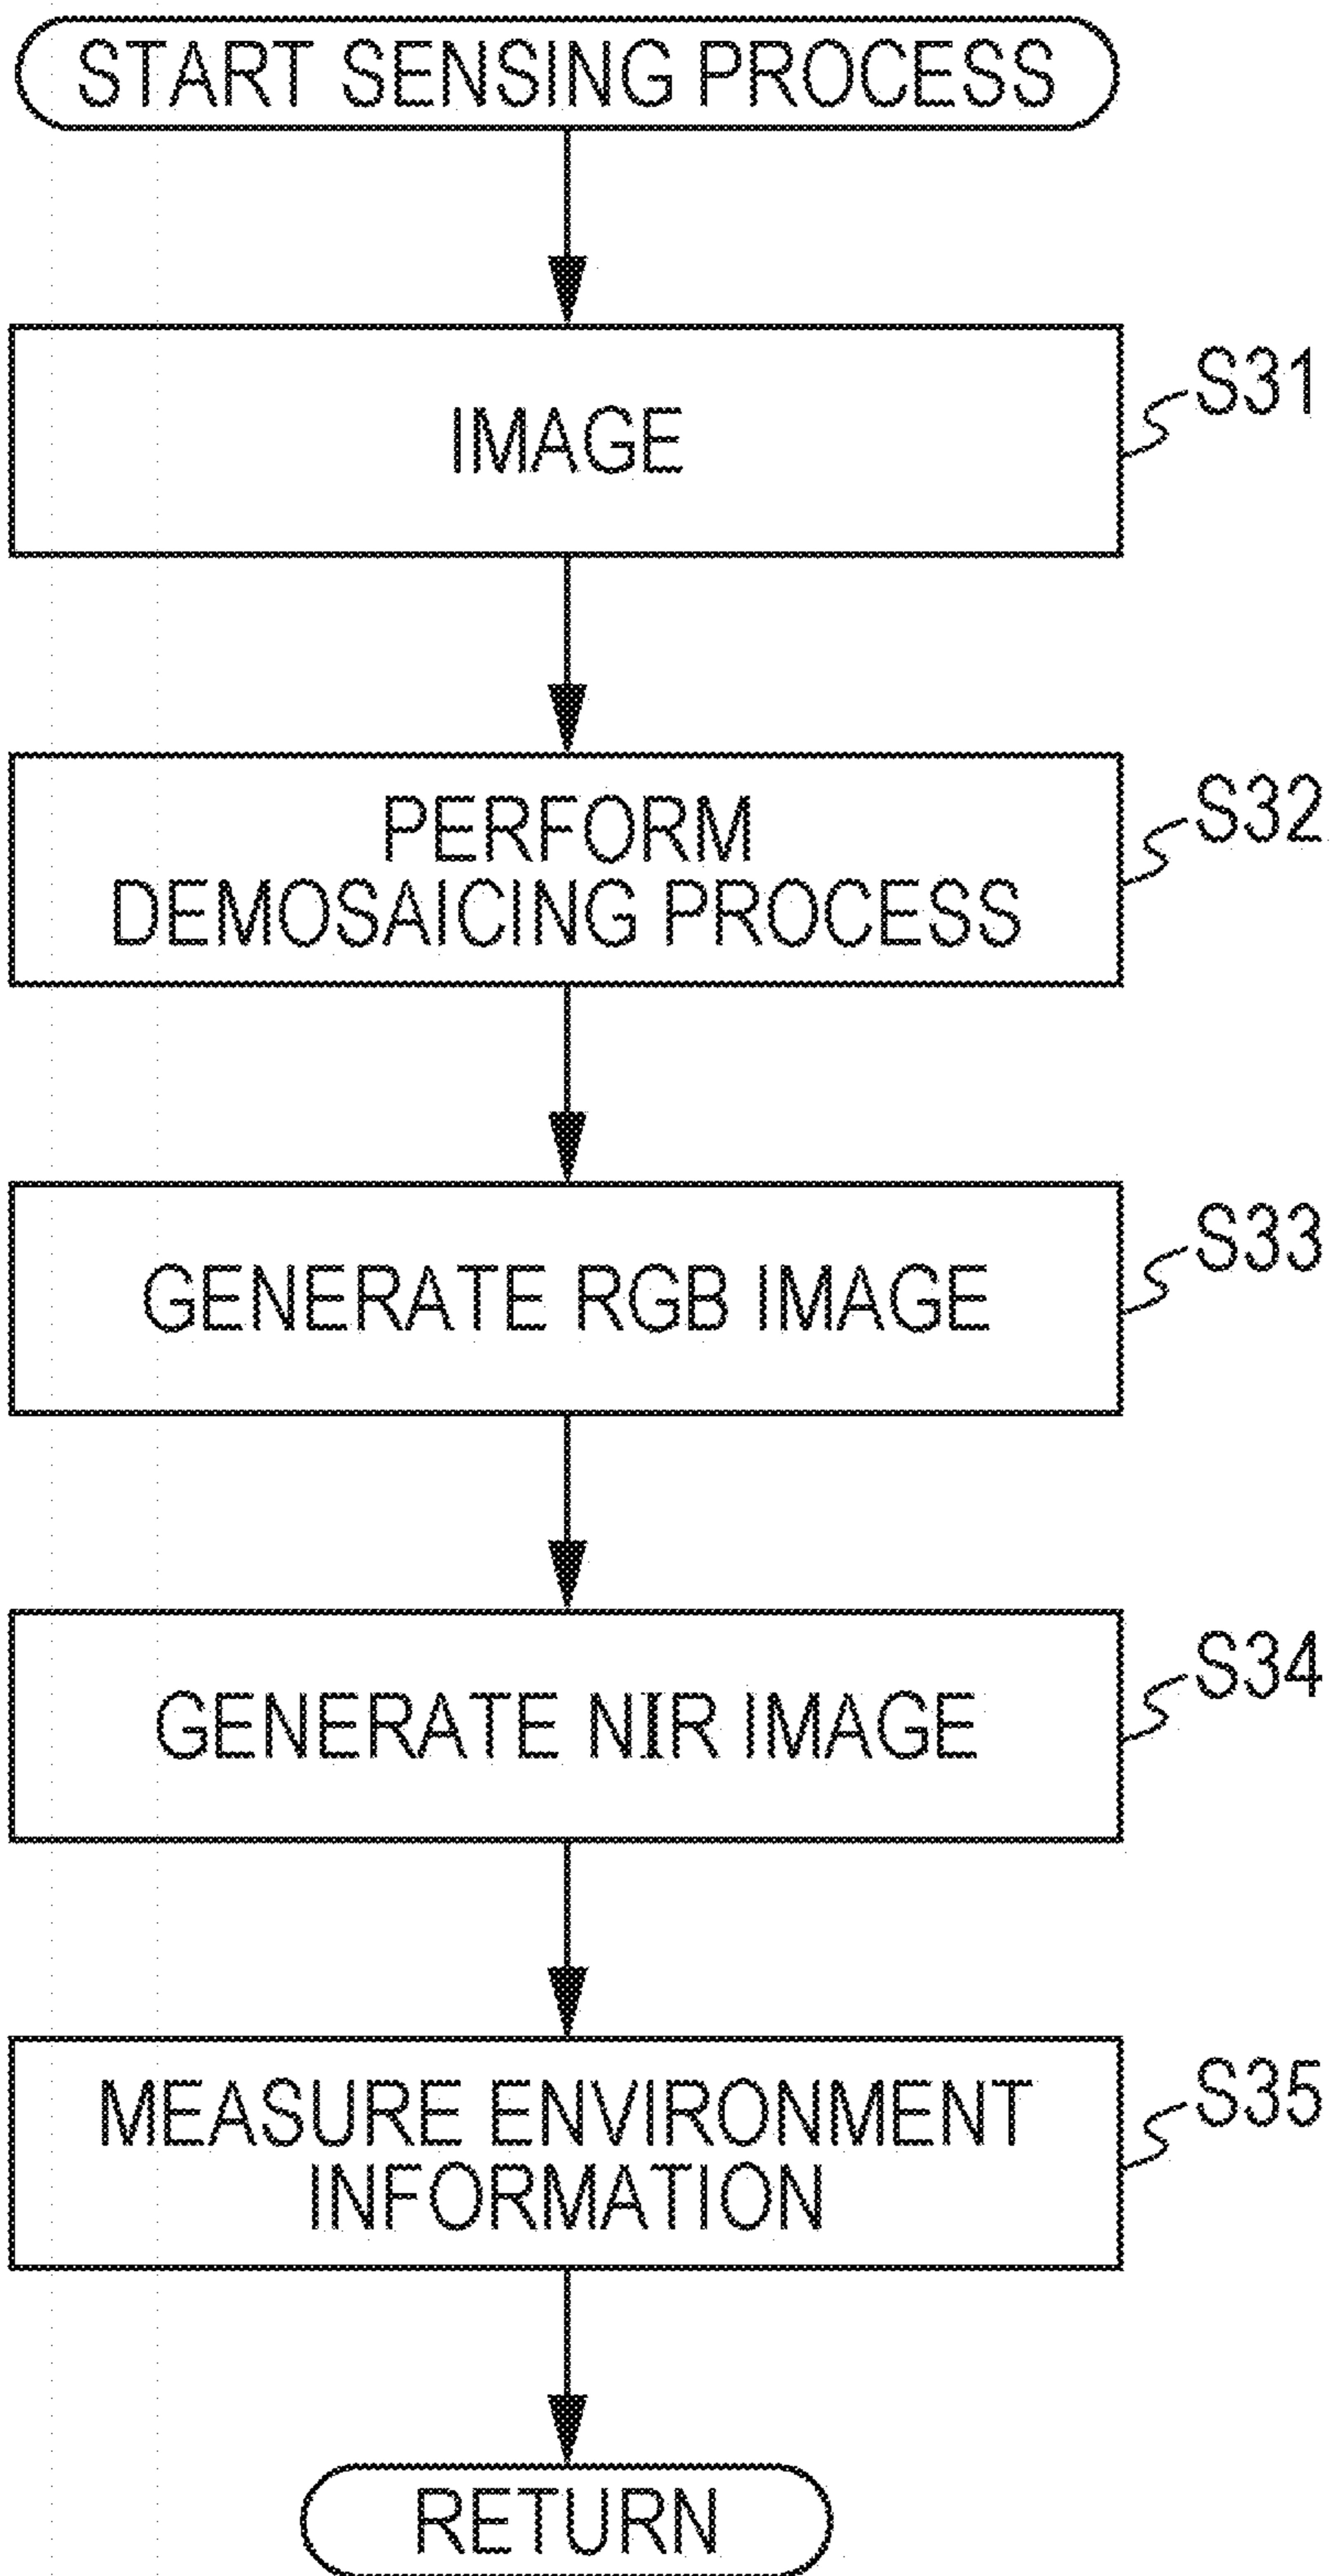 START SENSING PROCESS
IMAGE
S31
PERFORM
DEMOSAICING PROCESS
S32
GENERATE RGB IMAGE
S33
GENERATE NIR IMAGE
S34
MEASURE ENVIRONMENT
INFORMATION
S35
RETURN